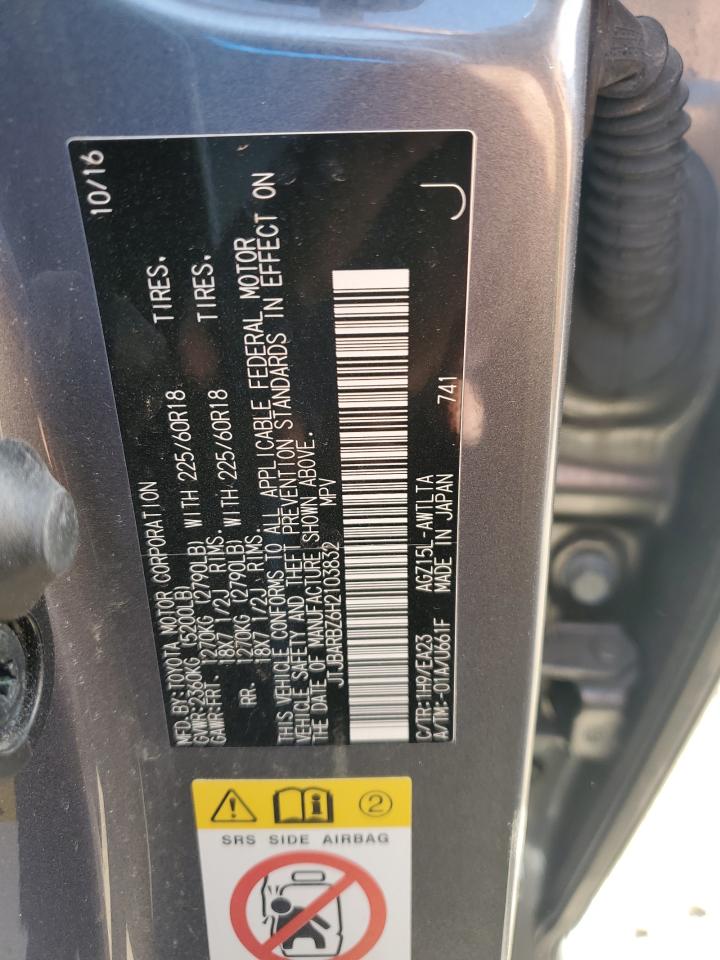 MFD.BY:TOYOTA MOTOR CORPORATION 10/16
GVWR:2360KG (5200LB)
GAWR:FRT. 1270KG (2790LB) WITH 225/60R18 TIRES.
18X7 1/2J RIMS.
RR. 1270KG (2790LB) WITH 225/60R18 TIRES.
18X7 1/2J RIMS.
THIS VEHICLE CONFORMS TO ALL APPLICABLE FEDERAL MOTOR
VEHICLE SAFETY AND THEFT PREVENTION STANDARDS IN EFFECT ON
THE DATE OF MANUFACTURE SHOWN ABOVE.
JTJBARBZ6H2103832 MPV
C/TR:1H9/EA23 AGZ15L-AWTLTA 741
A/TM:-01A/U661F MADE IN JAPAN
J
2
SRS SIDE AIRBAG